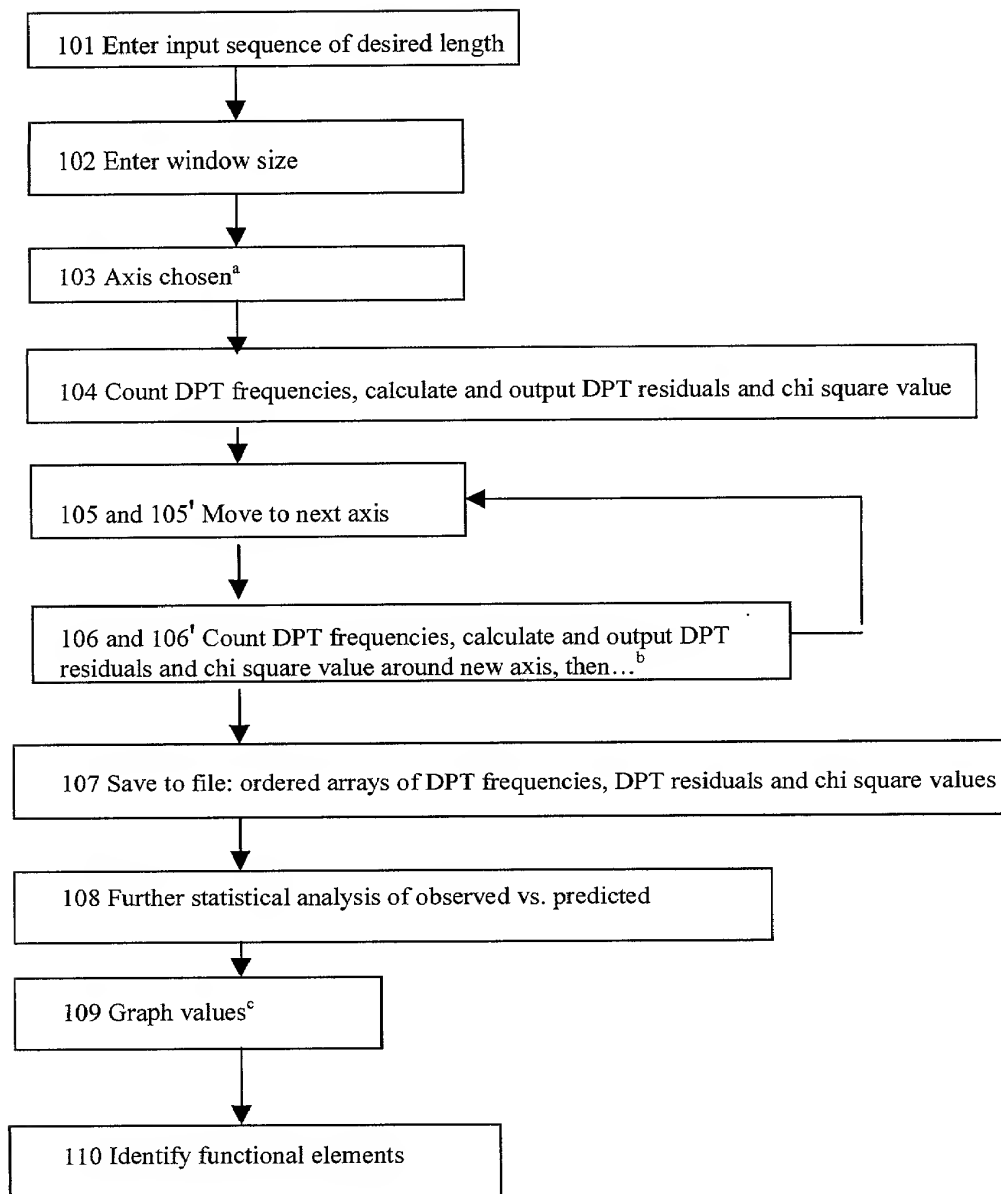 101 Enter input sequence of desired length
102 Enter window size
103 Axis chosenᵃ
104 Count DPT frequencies, calculate and output DPT residuals and chi square value
105 and 105' Move to next axis
106 and 106' Count DPT frequencies, calculate and output DPT
residuals and chi square value around new axis, then…ᵇ
107 Save to file: ordered arrays of DPT frequencies, DPT residuals and chi square values
108 Further statistical analysis of observed vs. predicted
109 Graph valuesᶜ
110 Identify functional elements